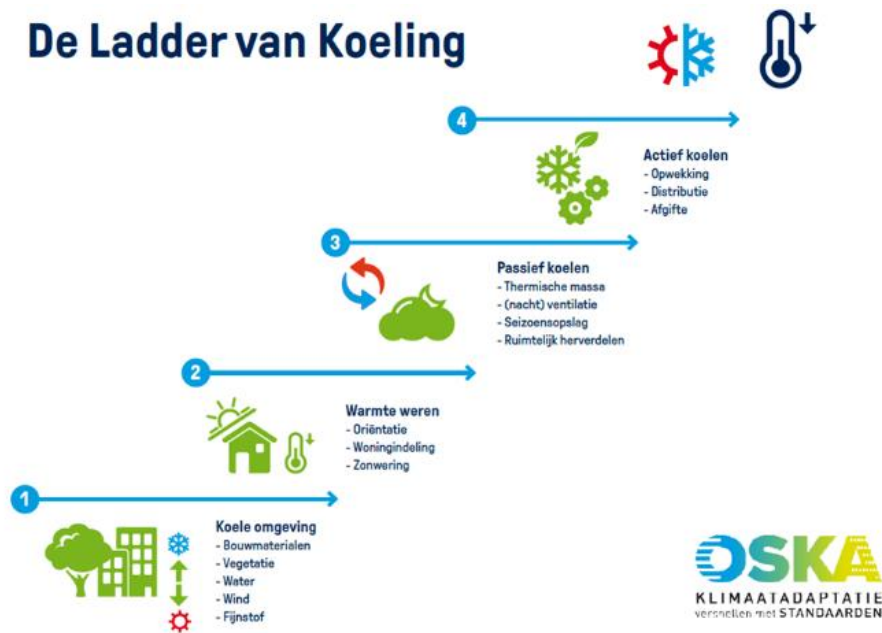 De Ladder van Koeling
4
Actief koelen
- Opwekking
- Distributie
- Afgifte
3
Passief koelen
- Thermische massa
- (nacht) ventilatie
- Seizoensopslag
- Ruimtelijk herverdelen
2
Warmte weren
- Oriëntatie
- Woningindeling
- Zonwering
1
Koele omgeving
- Bouwmaterialen
- Vegetatie
- Water
- Wind
- Fijnstof
OSKA
KLIMAATADAPTATIE
versnellen met STANDAARDEN